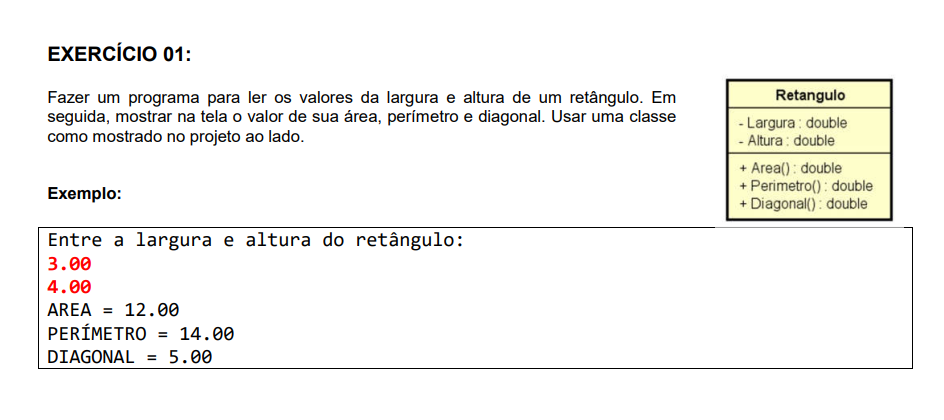 EXERCÍCIO 01:
Fazer um programa para ler os valores da largura e altura de um retângulo. Em
seguida, mostrar na tela o valor de sua área, perímetro e diagonal. Usar uma classe
como mostrado no projeto ao lado.
Retangulo
- Largura : double
- Altura : double
+ Area() : double
+ Perimetro() : double
+ Diagonal() : double
Exemplo:
Entre a largura e altura do retângulo:
3.00
4.00
AREA = 12.00
PERÍMETRO = 14.00
DIAGONAL = 5.00